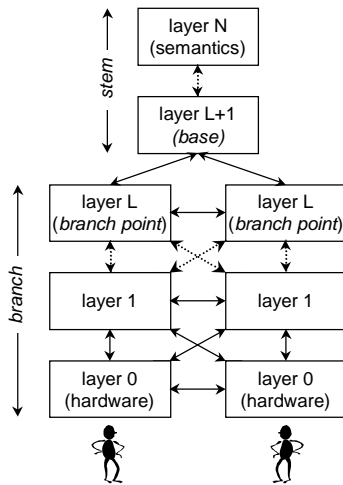 stem
layer N
(semantics)
layer L+1
(base)
branch
layer L
(branch point)
layer L
(branch point)
layer 1
layer 1
layer 0
(hardware)
layer 0
(hardware)